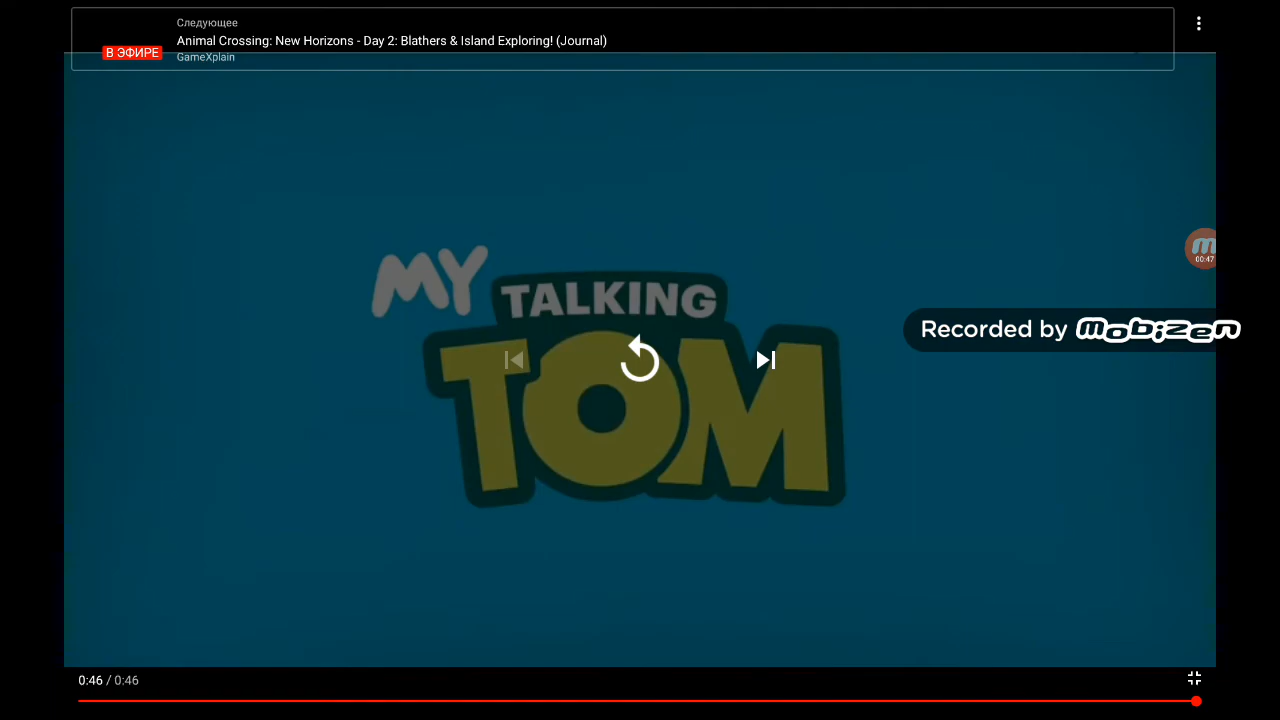 Следующее
Animal Crossing: New Horizons - Day 2: Blathers & Island Exploring! (Journal)
В ЭФИРЕ
GameXplain
MY
TALKING
TOM
m
00:47
Recorded by mobizen
0:46 / 0:46